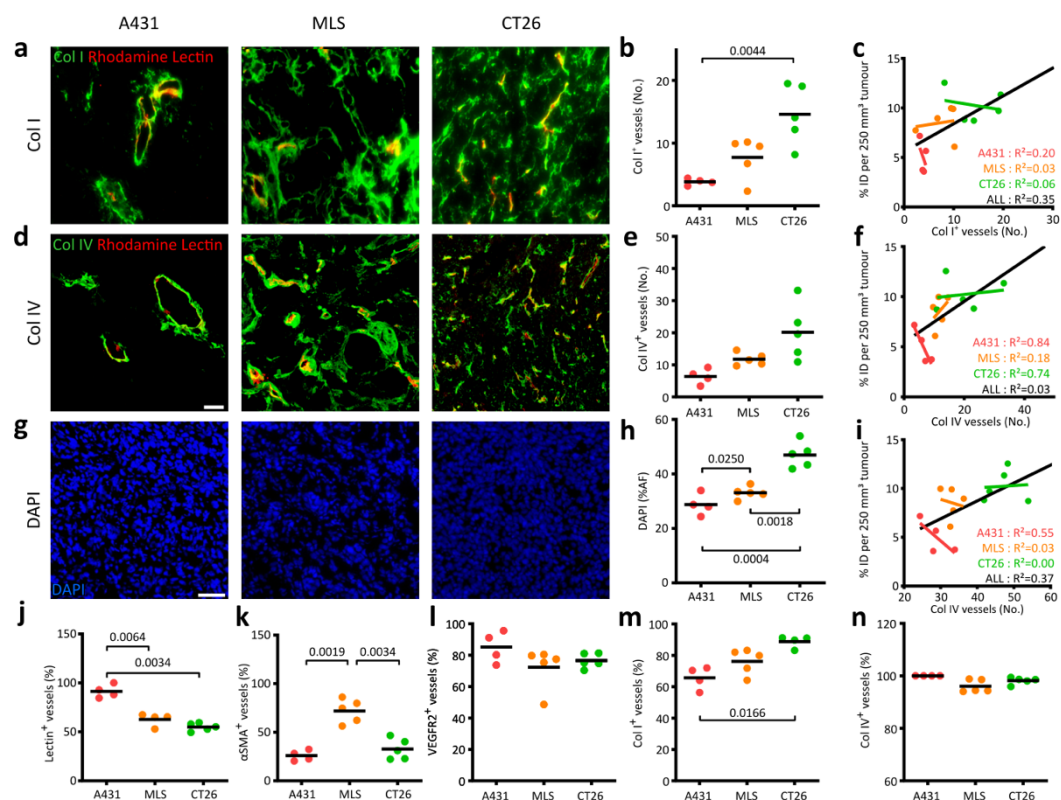 A431 MLS CT26
a
Col I Rhodamine Lectin
Col I
b
0.0044
Col I⁺ vessels (No.)
20
10
0
A431 MLS CT26
c
% ID per 250 mm³ tumour
15
10
5
0
0 10 20 30
A431 : R²=0.20
MLS : R²=0.03
CT26 : R²=0.06
ALL : R²=0.35
Col I⁺ vessels (No.)
d
Col IV Rhodamine Lectin
Col IV
e
Col IV⁺ vessels (No.)
50
40
30
20
10
0
A431 MLS CT26
f
% ID per 250 mm³ tumour
15
10
5
0
0 20 40
A431 : R²=0.84
MLS : R²=0.18
CT26 : R²=0.74
ALL : R²=0.03
Col IV vessels (No.)
g
DAPI
DAPI
h
DAPI (%AF)
60
40
20
0
0.0250
0.0018
0.0004
A431 MLS CT26
i
% ID per 250 mm³ tumour
15
10
5
0
20 30 40 50 60
A431 : R²=0.55
MLS : R²=0.03
CT26 : R²=0.00
ALL : R²=0.37
Col IV vessels (No.)
j
Lectin⁺ vessels (%)
150
100
50
0
0.0064
0.0034
A431 MLS CT26
k
αSMA⁺ vessels (%)
150
100
50
0
0.0019 0.0034
A431 MLS CT26
l
VEGFR2⁺ vessels (%)
100
80
60
40
20
0
A431 MLS CT26
m
Col I⁺ vessels (%)
100
80
60
40
20
0
0.0166
A431 MLS CT26
n
Col IV⁺ vessels (%)
120
100
80
60
A431 MLS CT26